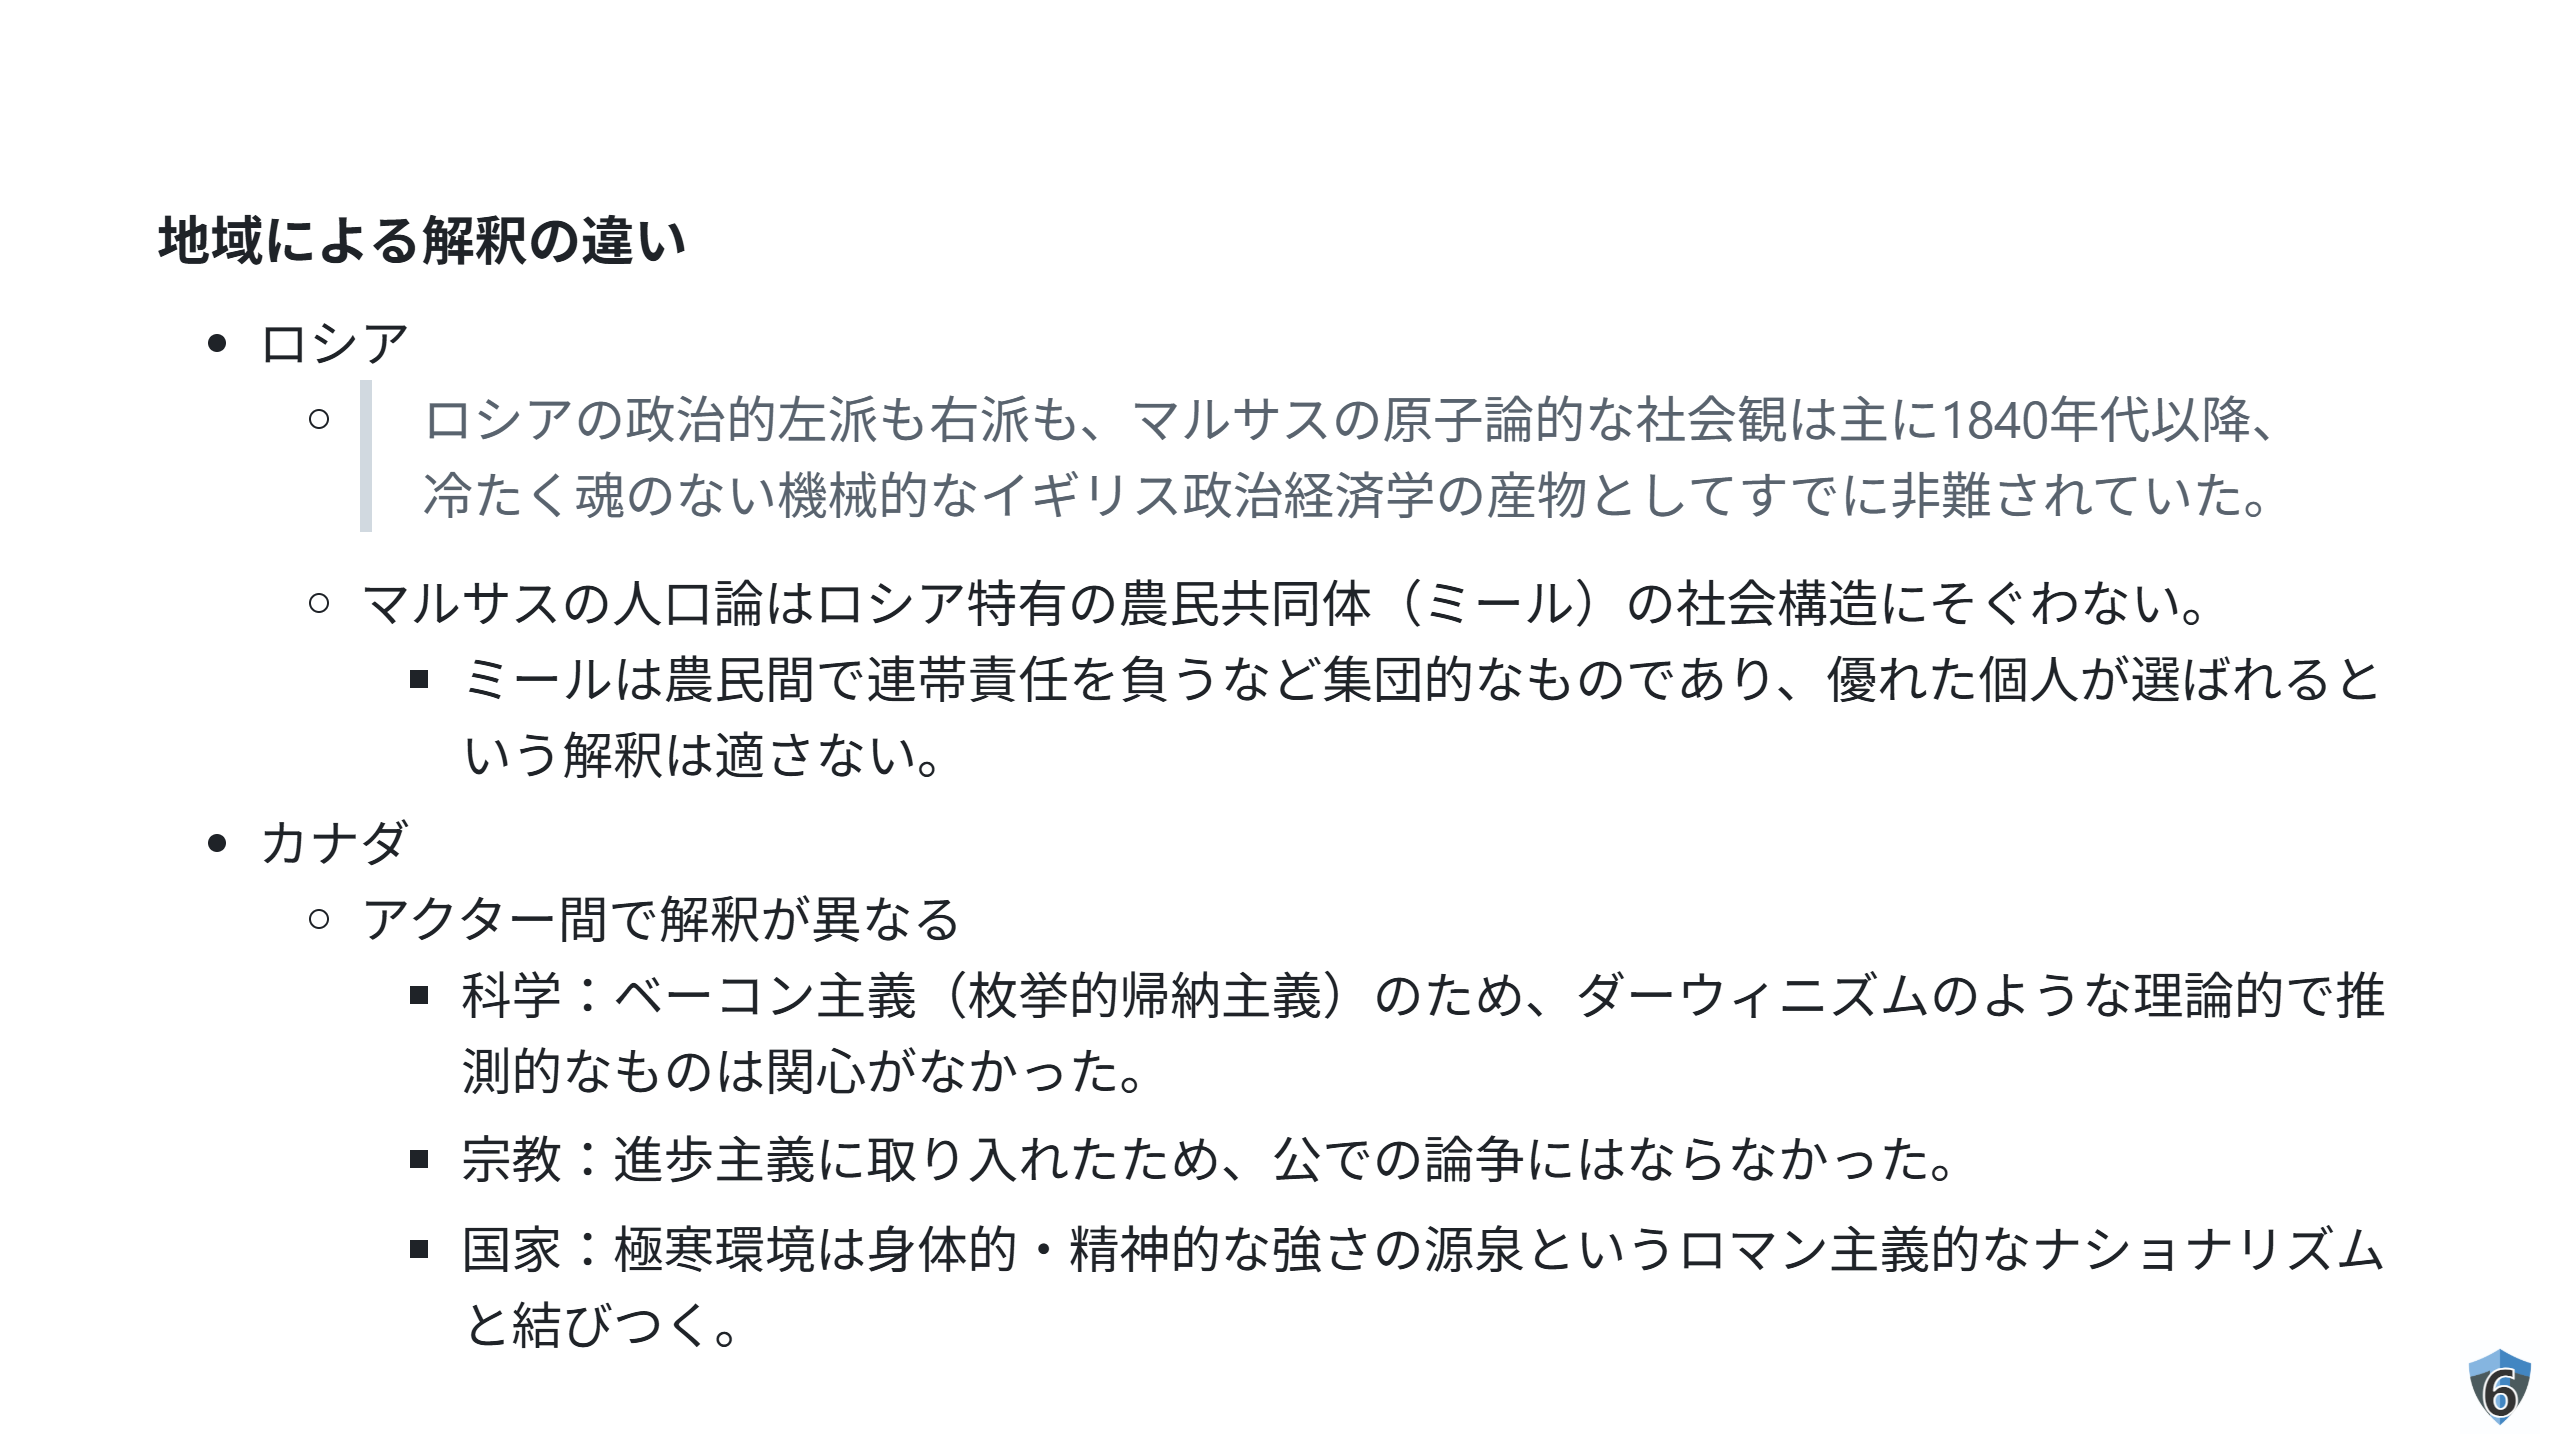 地域による解釈の違い
ロシア
ロシアの政治的左派も右派も、マルサスの原子論的な社会観は主に1840年代以降、
冷たく魂のない機械的なイギリス政治経済学の産物としてすでに非難されていた。
マルサスの人口論はロシア特有の農民共同体（ミール）の社会構造にそぐわない。
ミールは農民間で連帯責任を負うなど集団的なものであり、優れた個人が選ばれると
いう解釈は適さない。
カナダ
アクター間で解釈が異なる
科学：ベーコン主義（枚挙的帰納主義）のため、ダーウィニズムのような理論的で推
測的なものは関心がなかった。
宗教：進歩主義に取り入れたため、公での論争にはならなかった。
国家：極寒環境は身体的・精神的な強さの源泉というロマン主義的なナショナリズム
と結びつく。
6